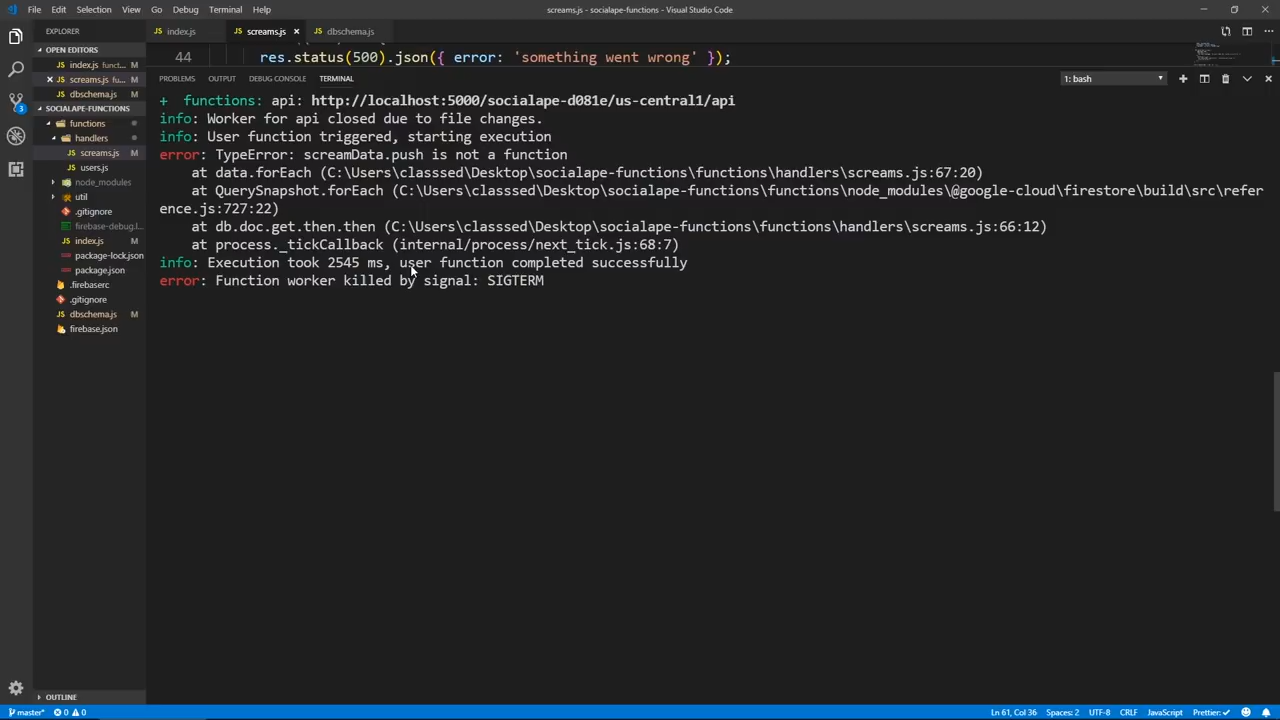 File Edit Selection View Go Debug Terminal Help
screams.js - socialape-functions - Visual Studio Code
EXPLORER
OPEN EDITORS
index.js funct...
screams.js fu... M
dbschema.js M
SOCIALAPE-FUNCTIONS
functions
handlers
screams.js M
users.js
node_modules
util
.gitignore
firebase-debug.l...
index.js M
package-lock.json
package.json
.firebaserc
.gitignore
dbschema.js M
firebase.json
OUTLINE
index.js
screams.js
dbschema.js
44 res.status(500).json({ error: 'something went wrong' });
PROBLEMS OUTPUT DEBUG CONSOLE TERMINAL
1: bash
+ functions: api: http://localhost:5000/socialape-d081e/us-central1/api
info: Worker for api closed due to file changes.
info: User function triggered, starting execution
error: TypeError: screamData.push is not a function
at data.forEach (C:\Users\classsed\Desktop\socialape-functions\functions\handlers\screams.js:67:20)
at QuerySnapshot.forEach (C:\Users\classsed\Desktop\socialape-functions\functions\node_modules\@google-cloud\firestore\build\src\refer
ence.js:727:22)
at db.doc.get.then.then (C:\Users\classsed\Desktop\socialape-functions\functions\handlers\screams.js:66:12)
at process._tickCallback (internal/process/next_tick.js:68:7)
info: Execution took 2545 ms, user function completed successfully
error: Function worker killed by signal: SIGTERM
3
master* 0 0
Ln 61, Col 36 Spaces: 2 UTF-8 CRLF JavaScript Prettier: ✓